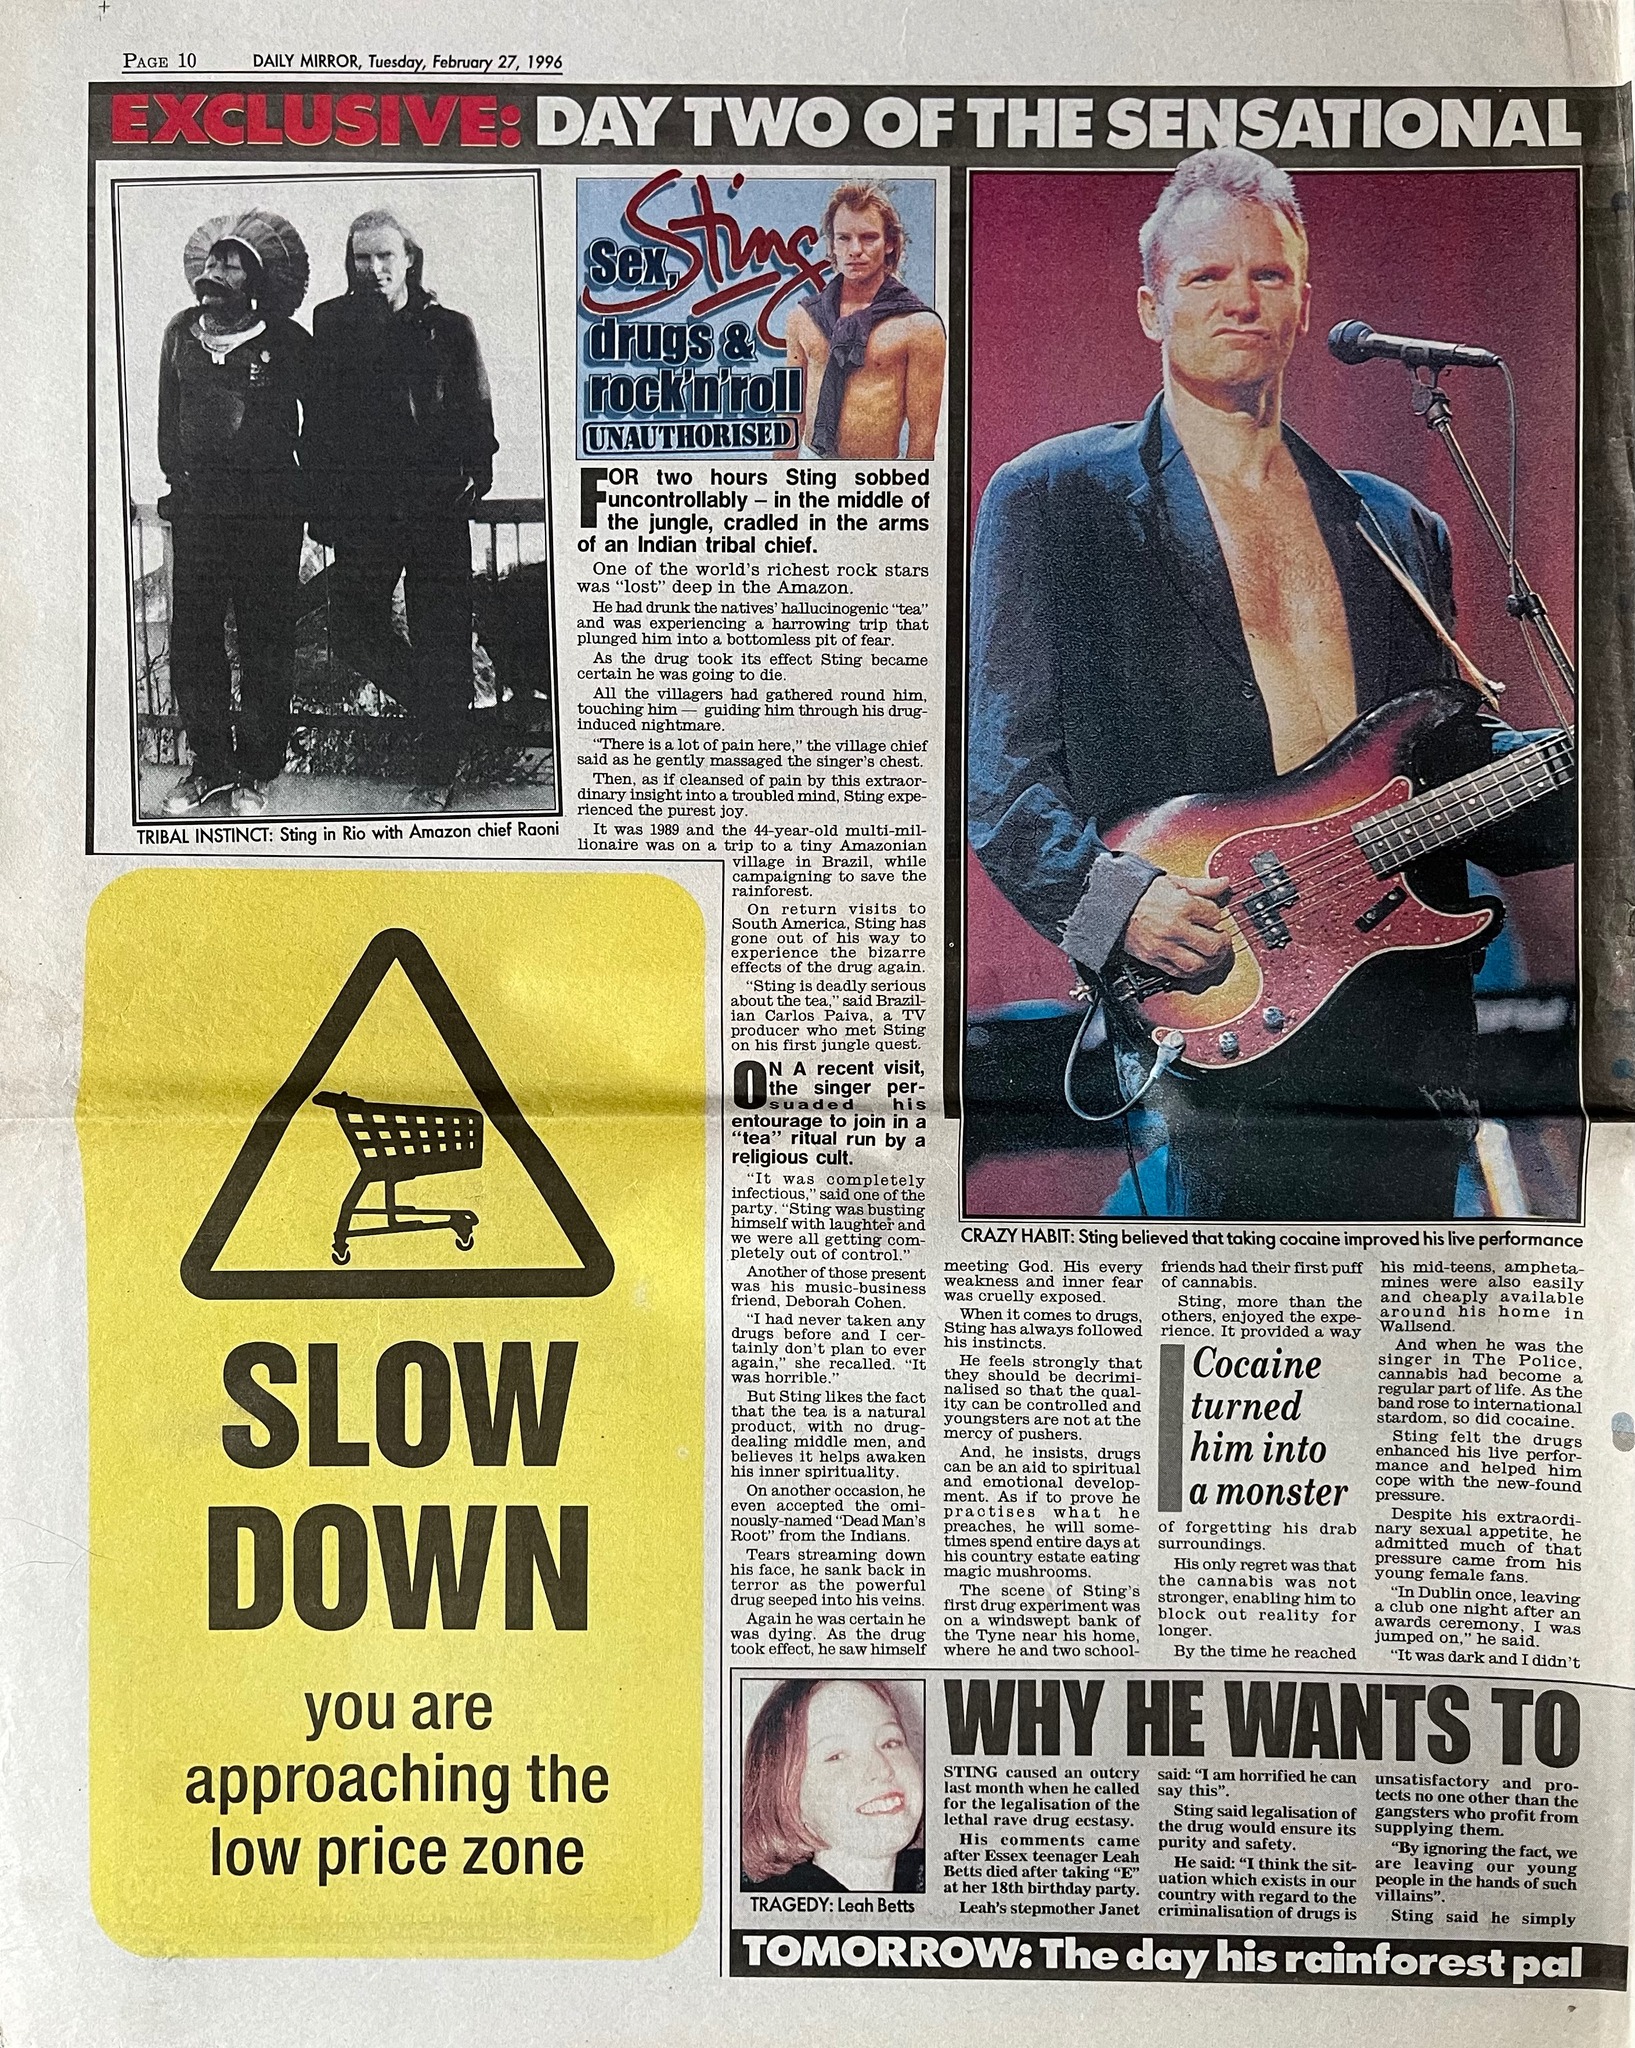 PAGE 10 DAILY MIRROR, Tuesday, February 27, 1996
EXCLUSIVE: DAY TWO OF THE SENSATIONAL
TRIBAL INSTINCT: Sting in Rio with Amazon chief Raoni
Sting
Sex,
drugs &
rock'n'roll
UNAUTHORISED
FOR two hours Sting sobbed
uncontrollably – in the middle of
the jungle, cradled in the arms
of an Indian tribal chief.
One of the world's richest rock stars
was "lost" deep in the Amazon.
He had drunk the natives' hallucinogenic "tea"
and was experiencing a harrowing trip that
plunged him into a bottomless pit of fear.
As the drug took its effect Sting became
certain he was going to die.
All the villagers had gathered round him,
touching him — guiding him through his drug-
induced nightmare.
"There is a lot of pain here," the village chief
said as he gently massaged the singer's chest.
Then, as if cleansed of pain by this extraor-
dinary insight into a troubled mind, Sting expe-
rienced the purest joy.
It was 1989 and the 44-year-old multi-mil-
lionaire was on a trip to a tiny Amazonian
village in Brazil, while
campaigning to save the
rainforest.
On return visits to
South America, Sting has
gone out of his way to
experience the bizarre
effects of the drug again.
"Sting is deadly serious
about the tea," said Brazil-
ian Carlos Paiva, a TV
producer who met Sting
on his first jungle quest.
ON A recent visit,
the singer per-
suaded his
entourage to join in a
"tea" ritual run by a
religious cult.
"It was completely
infectious," said one of the
party. "Sting was busting
himself with laughter and
we were all getting com-
pletely out of control."
Another of those present
was his music-business
friend, Deborah Cohen.
"I had never taken any
drugs before and I cer-
tainly don't plan to ever
again," she recalled. "It
was horrible."
But Sting likes the fact
that the tea is a natural
product, with no drug-
dealing middle men, and
believes it helps awaken
his inner spirituality.
On another occasion, he
even accepted the omi-
nously-named "Dead Man's
Root" from the Indians.
Tears streaming down
his face, he sank back in
terror as the powerful
drug seeped into his veins.
Again he was certain he
was dying. As the drug
took effect, he saw himself
CRAZY HABIT: Sting believed that taking cocaine improved his live performance
meeting God. His every
weakness and inner fear
was cruelly exposed.
When it comes to drugs,
Sting has always followed
his instincts.
He feels strongly that
they should be decrimi-
nalised so that the qual-
ity can be controlled and
youngsters are not at the
mercy of pushers.
And, he insists, drugs
can be an aid to spiritual
and emotional develop-
ment. As if to prove he
practises what he
preaches, he will some-
times spend entire days at
his country estate eating
magic mushrooms.
The scene of Sting's
first drug experiment was
on a windswept bank of
the Tyne near his home,
where he and two school-
friends had their first puff
of cannabis.
Sting, more than the
others, enjoyed the expe-
rience. It provided a way
Cocaine
turned
him into
a monster
of forgetting his drab
surroundings.
His only regret was that
the cannabis was not
stronger, enabling him to
block out reality for
longer.
By the time he reached
his mid-teens, ampheta-
mines were also easily
and cheaply available
around his home in
Wallsend.
And when he was the
singer in The Police,
cannabis had become a
regular part of life. As the
band rose to international
stardom, so did cocaine.
Sting felt the drugs
enhanced his live perfor-
mance and helped him
cope with the new-found
pressure.
Despite his extraordi-
nary sexual appetite, he
admitted much of that
pressure came from his
young female fans.
"In Dublin once, leaving
a club one night after an
awards ceremony, I was
jumped on," he said.
"It was dark and I didn't
SLOW
DOWN
you are
approaching the
low price zone
TRAGEDY: Leah Betts
WHY HE WANTS TO
STING caused an outcry
last month when he called
for the legalisation of the
lethal rave drug ecstasy.
His comments came
after Essex teenager Leah
Betts died after taking "E"
at her 18th birthday party.
Leah's stepmother Janet
said: "I am horrified he can
say this".
Sting said legalisation of
the drug would ensure its
purity and safety.
He said: "I think the sit-
uation which exists in our
country with regard to the
criminalisation of drugs is
unsatisfactory and pro-
tects no one other than the
gangsters who profit from
supplying them.
"By ignoring the fact, we
are leaving our young
people in the hands of such
villains".
Sting said he simply
TOMORROW: The day his rainforest pal